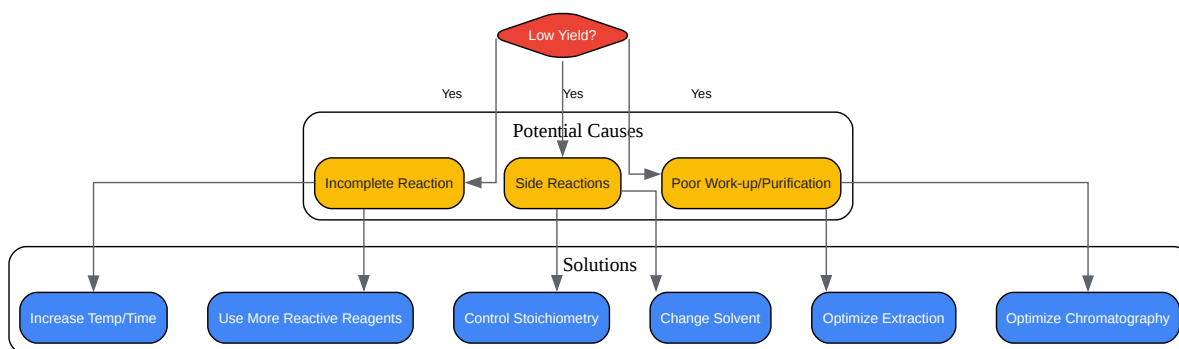 Low Yield?
Yes
Yes
Yes
Potential Causes
Incomplete Reaction
Side Reactions
Poor Work-up/Purification
Solutions
Increase Temp/Time
Use More Reactive Reagents
Control Stoichiometry
Change Solvent
Optimize Extraction
Optimize Chromatography